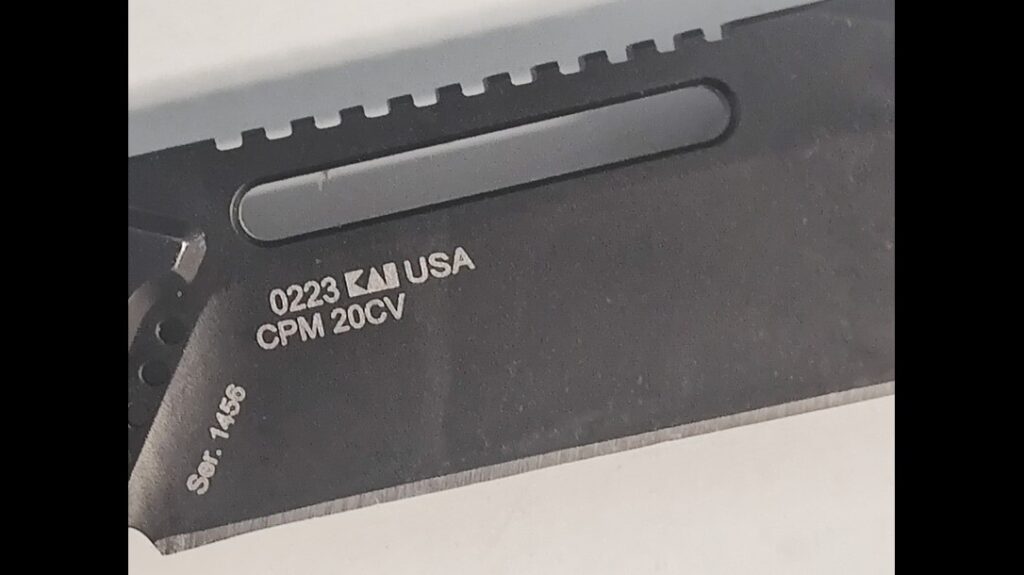 0223 KAI USA
CPM 20CV
Ser. 1456